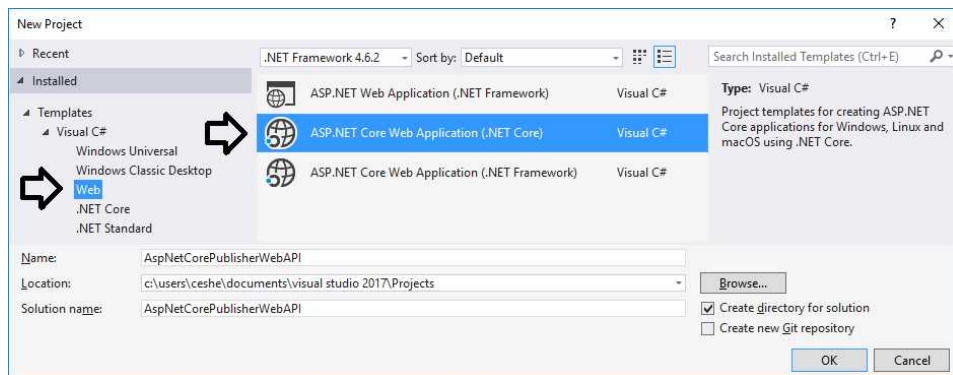 New Project
Recent
Installed
Templates
Visual C#
Windows Universal
Windows Classic Desktop
Web
.NET Core
.NET Standard
.NET Framework 4.6.2 Sort by: Default
ASP.NET Web Application (.NET Framework) Visual C#
ASP.NET Core Web Application (.NET Core) Visual C#
ASP.NET Core Web Application (.NET Framework) Visual C#
Search Installed Templates (Ctrl+E)
Type: Visual C#
Project templates for creating ASP.NET
Core applications for Windows, Linux and
macOS using .NET Core.
Name: AspNetCorePublisherWebAPI
Location: c:\users\ceshe\documents\visual studio 2017\Projects
Solution name: AspNetCorePublisherWebAPI
Browse...
Create directory for solution
Create new Git repository
OK Cancel